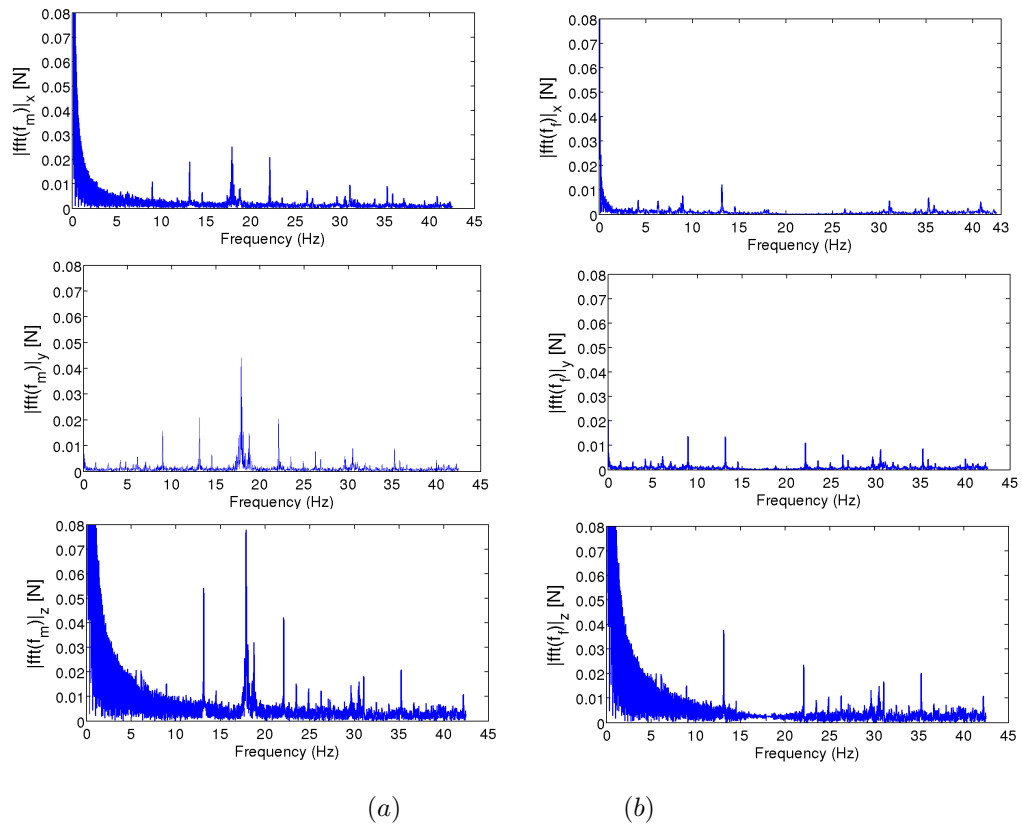 |fft(f_m)|_x [N]
0.08
0.07
0.06
0.05
0.04
0.03
0.02
0.01
0
0 5 10 15 20 25 30 35 40 45
Frequency (Hz)
|fft(f_m)|_y [N]
0.08
0.07
0.06
0.05
0.04
0.03
0.02
0.01
0
0 5 10 15 20 25 30 35 40 45
Frequency (Hz)
|fft(f_m)|_z [N]
0.08
0.07
0.06
0.05
0.04
0.03
0.02
0.01
0
0 5 10 15 20 25 30 35 40 45
Frequency (Hz)
(a)
|fft(f_f)|_x [N]
0.08
0.07
0.06
0.05
0.04
0.03
0.02
0.01
0
0 5 10 15 20 25 30 35 40 43
Frequency (Hz)
|fft(f_f)|_y [N]
0.08
0.07
0.06
0.05
0.04
0.03
0.02
0.01
0
0 5 10 15 20 25 30 35 40 45
Frequency (Hz)
|fft(f_f)|_z [N]
0.08
0.07
0.06
0.05
0.04
0.03
0.02
0.01
0
0 5 10 15 20 25 30 35 40 45
Frequency (Hz)
(b)